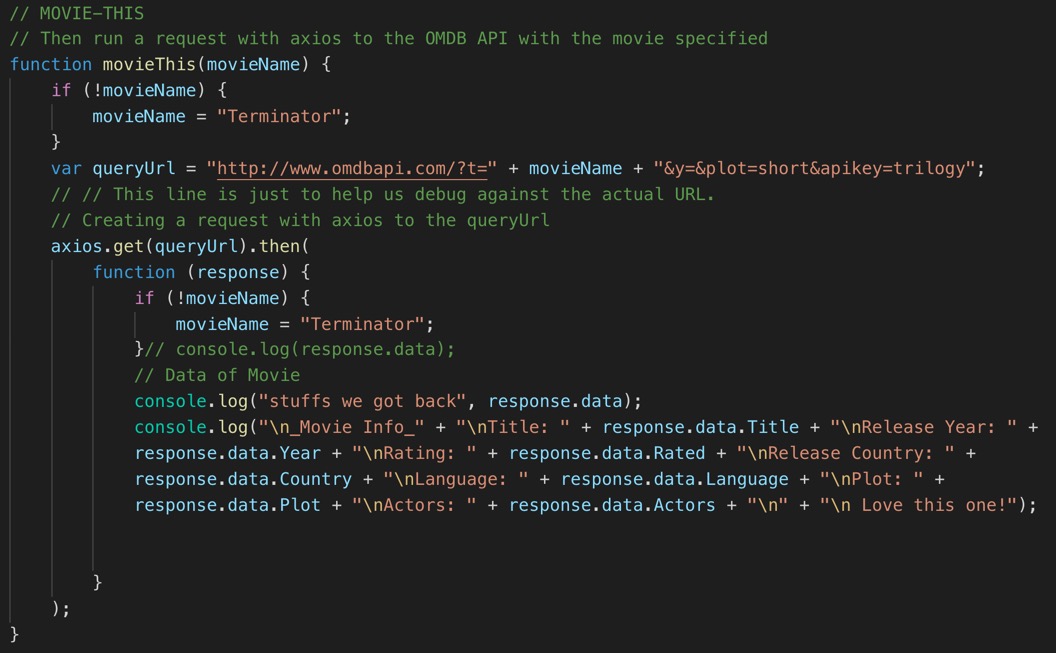 // MOVIE-THIS
// Then run a request with axios to the OMDB API with the movie specified
function movieThis(movieName) {
    if (!movieName) {
        movieName = "Terminator";
    }
    var queryUrl = "http://www.omdbapi.com/?t=" + movieName + "&y=&plot=short&apikey=trilogy";
    // // This line is just to help us debug against the actual URL.
    // Creating a request with axios to the queryUrl
    axios.get(queryUrl).then(
        function (response) {
            if (!movieName) {
                movieName = "Terminator";
            }// console.log(response.data);
            // Data of Movie
            console.log("stuffs we got back", response.data);
            console.log("\n_Movie Info_" + "\nTitle: " + response.data.Title + "\nRelease Year: " +
            response.data.Year + "\nRating: " + response.data.Rated + "\nRelease Country: " +
            response.data.Country + "\nLanguage: " + response.data.Language + "\nPlot: " +
            response.data.Plot + "\nActors: " + response.data.Actors + "\n" + "\n Love this one!");
        }
    );
}